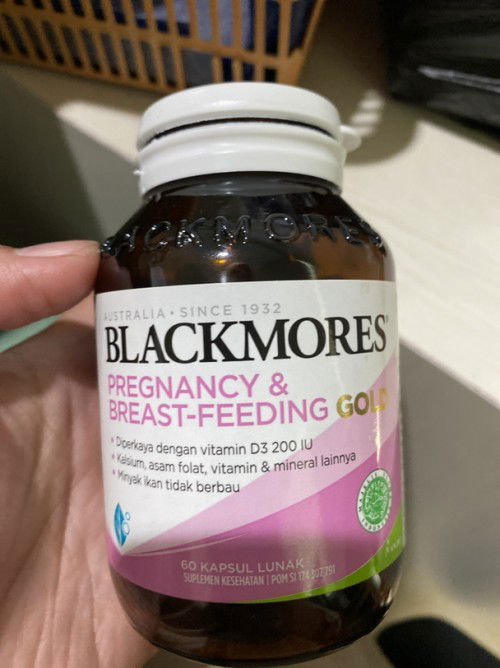 BLACKMORES
AUSTRALIA • SINCE 1932
BLACKMORES
PREGNANCY &
BREAST-FEEDING GOLD
• Diperkaya dengan vitamin D3 200 IU
• Kalsium, asam folat, vitamin & mineral lainnya
• Minyak ikan tidak berbau
60 KAPSUL LUNAK
SUPLEMEN KESEHATAN | POM SI 174 307 791